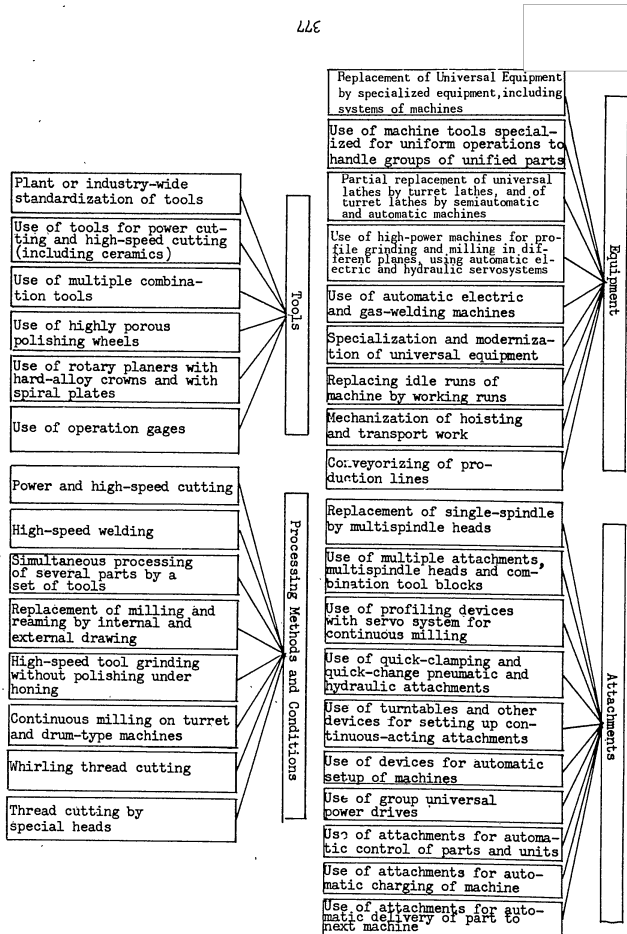 377
Replacement of Universal Equipment
by specialized equipment, including
systems of machines
Use of machine tools special-
ized for uniform operations to
handle groups of unified parts
Partial replacement of universal
lathes by turret lathes, and of
turret lathes by semiautomatic
and automatic machines
Use of high-power machines for pro-
file grinding and milling in dif-
ferent planes, using automatic el-
ectric and hydraulic servosystems
Use of automatic electric
and gas-welding machines
Specialization and moderniza-
tion of universal equipment
Replacing idle runs of
machine by working runs
Mechanization of hoisting
and transport work
Conveyorizing of pro-
duction lines
Equipment
Plant or industry-wide
standardization of tools
Use of tools for power cut-
ting and high-speed cutting
(including ceramics)
Use of multiple combina-
tion tools
Use of highly porous
polishing wheels
Use of rotary planers with
hard-alloy crowns and with
spiral plates
Use of operation gages
Tools
Power and high-speed cutting
High-speed welding
Simultaneous processing
of several parts by a
set of tools
Replacement of milling and
reaming by internal and
external drawing
High-speed tool grinding
without polishing under
honing
Continuous milling on turret
and drum-type machines
Whirling thread cutting
Thread cutting by
special heads
Processing Methods and Conditions
Replacement of single-spindle
by multispindle heads
Use of multiple attachments,
multispindle heads and com-
bination tool blocks
Use of profiling devices
with servo system for
continuous milling
Use of quick-clamping and
quick-change pneumatic and
hydraulic attachments
Use of turntables and other
devices for setting up con-
tinuous-acting attachments
Use of devices for automatic
setup of machines
Use of group universal
power drives
Use of attachments for automa-
tic control of parts and units
Use of attachments for auto-
matic charging of machine
Use of attachments for auto-
matic delivery of part to
next machine
Attachments